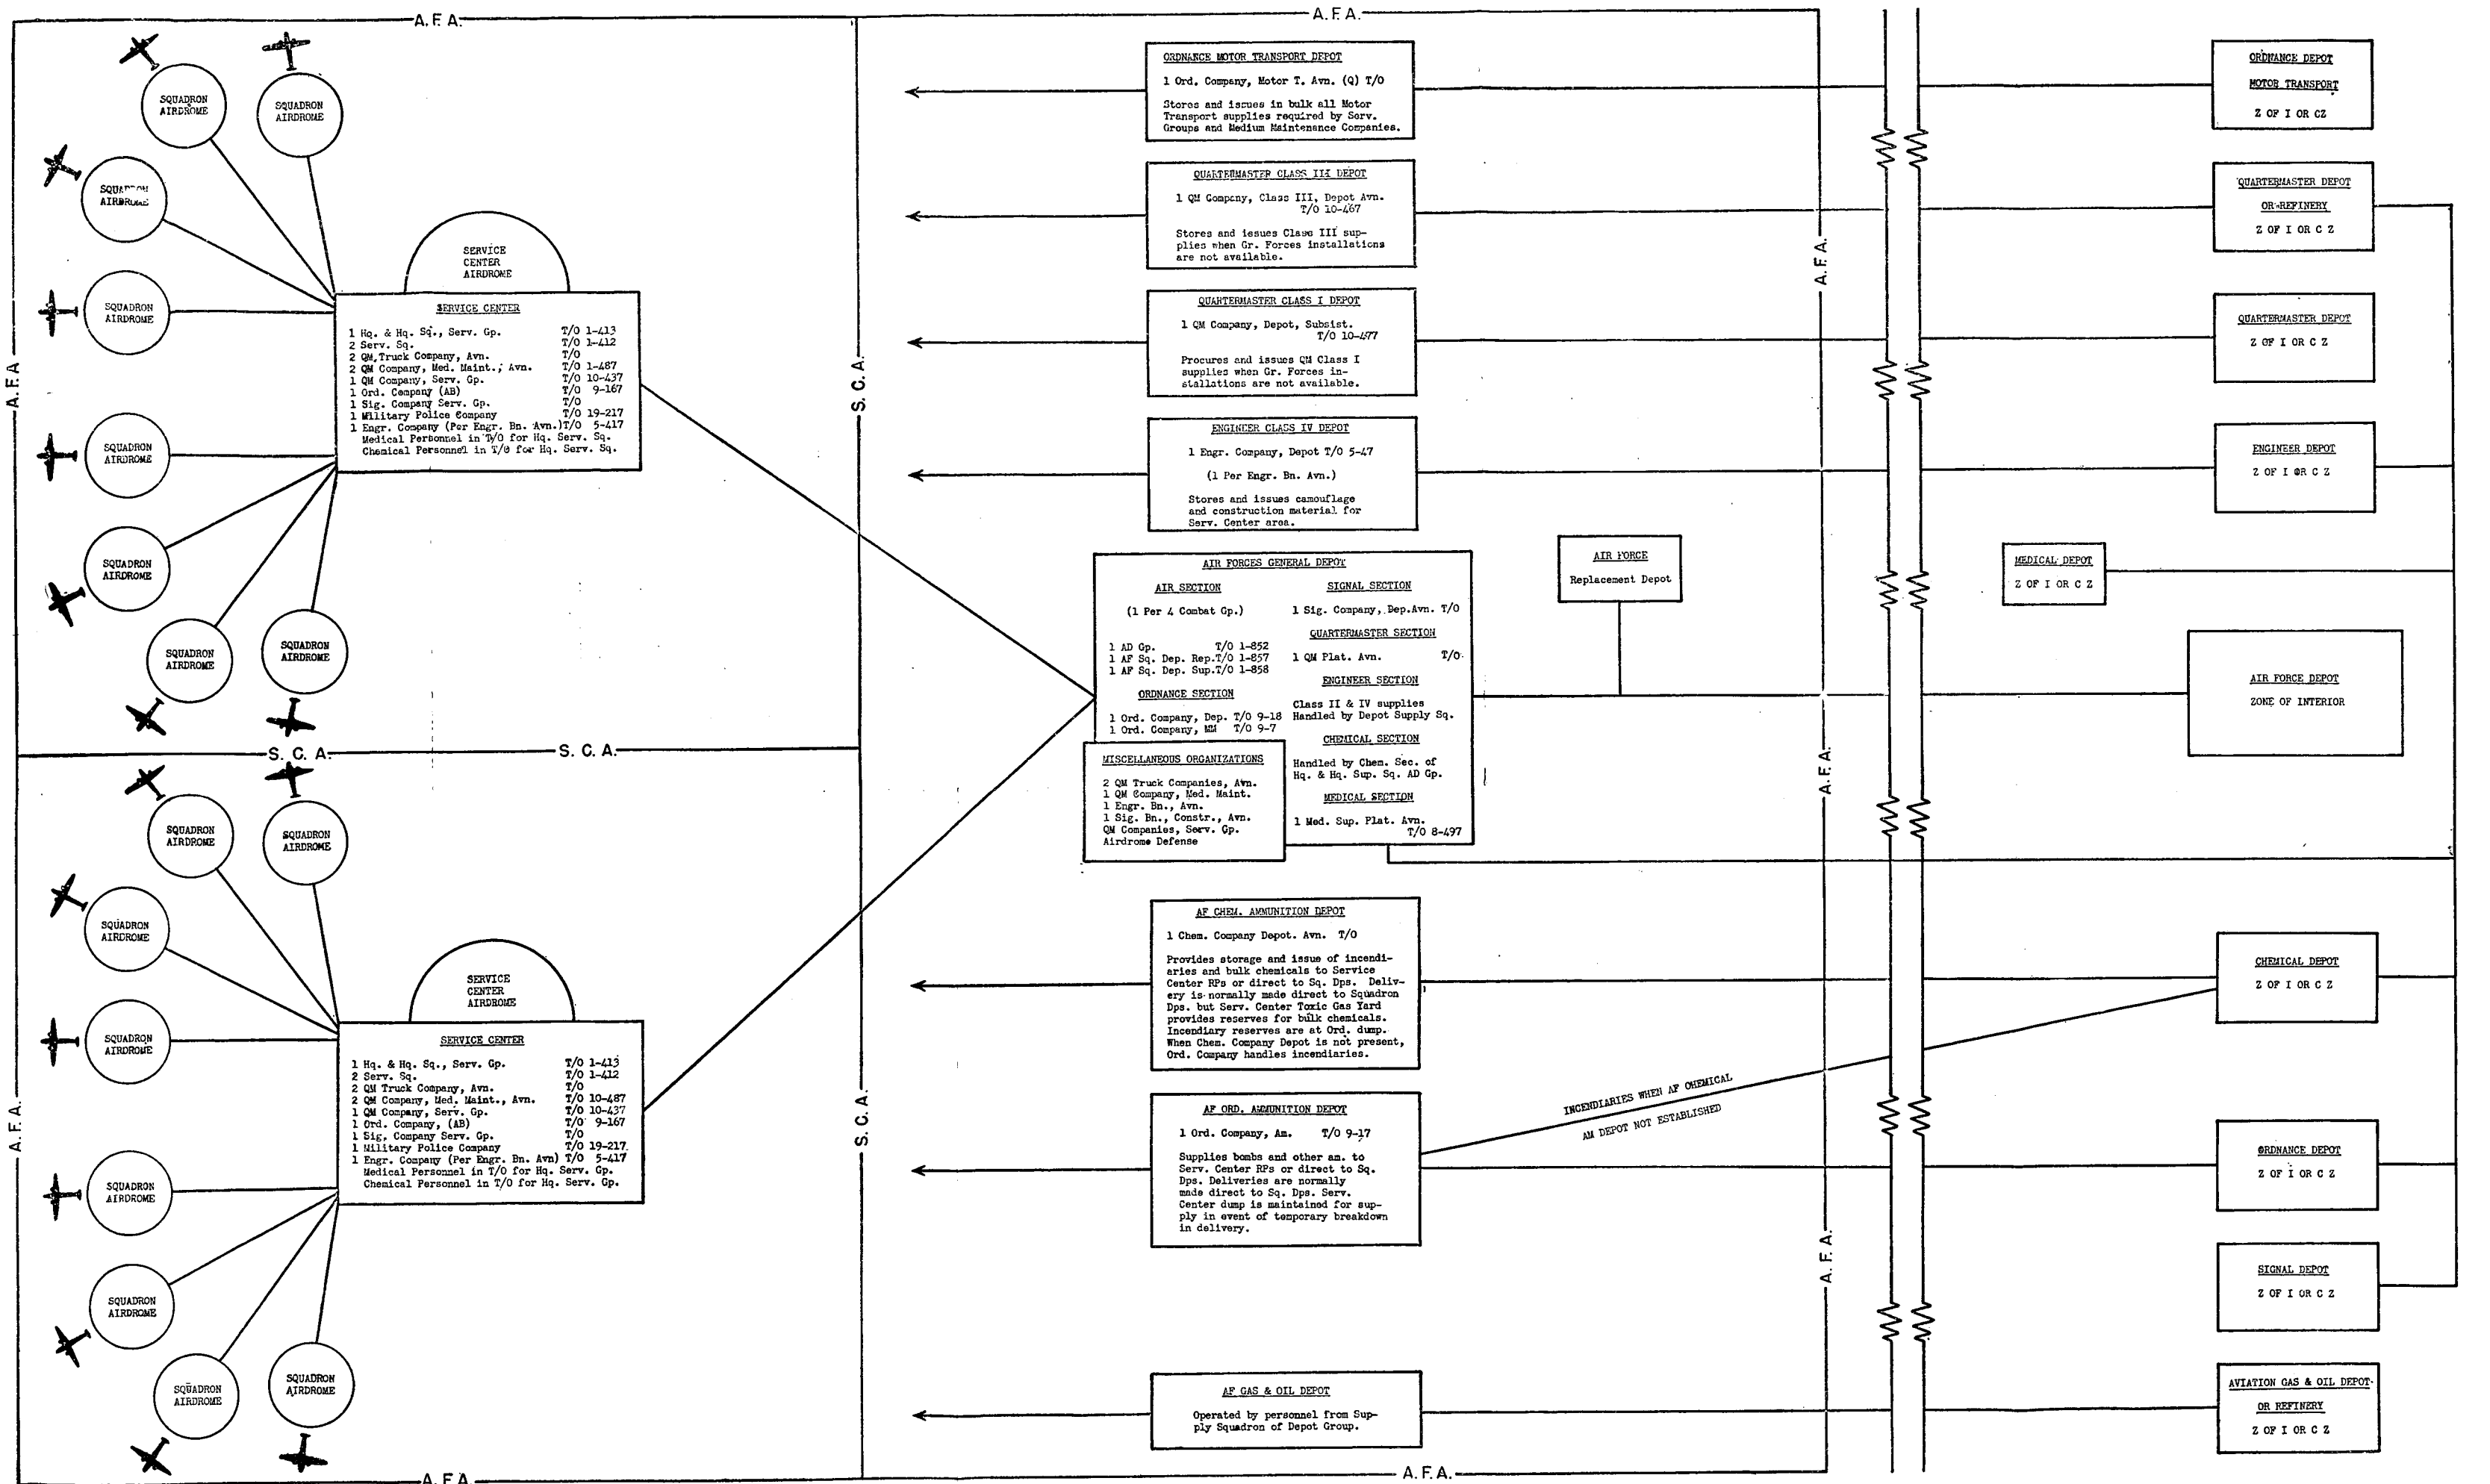 A.F.A.
A.F.A.
SQUADRON
AIRDROME
SQUADRON
AIRDROME
SQUADRON
AIRDROME
SQUADRON
AIRDROME
SQUADRON
AIRDROME
SQUADRON
AIRDROME
SQUADRON
AIRDROME
SQUADRON
AIRDROME
A.F.A
SERVICE
CENTER
AIRDROME
SERVICE CENTER
1 Hq. & Hq. Sq., Serv. Gp. T/O 1-413
2 Serv. Sq. T/O 1-412
2 QM Truck Company, Avn. T/O
2 QM Company, Med. Maint., Avn. T/O 1-487
1 QM Company, Serv. Gp. T/O 10-437
1 Ord. Company (AB) T/O 9-167
1 Sig. Company Serv. Gp. T/O
1 Military Police Company T/O 19-217
1 Engr. Company (Per Engr. Bn. Avn.) T/O 5-417
Medical Personnel in T/O for Hq. Serv. Sq.
Chemical Personnel in T/O for Hq. Serv. Sq.
S. C. A.
S. C. A.
S. C. A.
SQUADRON
AIRDROME
SQUADRON
AIRDROME
SQUADRON
AIRDROME
SQUADRON
AIRDROME
SQUADRON
AIRDROME
SQUADRON
AIRDROME
SQUADRON
AIRDROME
SQUADRON
AIRDROME
A.F.A.
SERVICE
CENTER
AIRDROME
SERVICE CENTER
1 Hq. & Hq. Sq., Serv. Gp. T/O 1-413
2 Serv. Sq. T/O 1-412
2 QM Truck Company, Avn. T/O
2 QM Company, Med. Maint., Avn. T/O 10-487
1 QM Company, Serv. Gp. T/O 10-437
1 Ord. Company, (AB) T/O 9-167
1 Sig. Company Serv. Gp. T/O
1 Military Police Company T/O 19-217
1 Engr. Company (Per Engr. Bn. Avn) T/O 5-417
Medical Personnel in T/O for Hq. Serv. Gp.
Chemical Personnel in T/O for Hq. Serv. Gp.
S. C. A.
A.F.A.
ORDNANCE MOTOR TRANSPORT DEPOT
1 Ord. Company, Motor T. Avn. (Q) T/O
Stores and issues in bulk all Motor
Transport supplies required by Serv.
Groups and Medium Maintenance Companies.
QUARTERMASTER CLASS III DEPOT
1 QM Company, Class III, Depot Avn.
T/O 10-467
Stores and issues Class III sup-
plies when Gr. Forces installations
are not available.
QUARTERMASTER CLASS I DEPOT
1 QM Company, Depot, Subsist.
T/O 10-477
Procures and issues QM Class I
supplies when Gr. Forces in-
stallations are not available.
ENGINEER CLASS IV DEPOT
1 Engr. Company, Depot T/O 5-47
(1 Per Engr. Bn. Avn.)
Stores and issues camouflage
and construction material for
Serv. Center area.
AIR FORCES GENERAL DEPOT
AIR SECTION
(1 Per 4 Combat Gp.)
1 AD Gp. T/O 1-852
1 AF Sq. Dep. Rep. T/O 1-857
1 AF Sq. Dep. Sup. T/O 1-858
ORDNANCE SECTION
1 Ord. Company, Dep. T/O 9-18
1 Ord. Company, MM T/O 9-7
SIGNAL SECTION
1 Sig. Company, Dep.Avn. T/O
QUARTERMASTER SECTION
1 QM Plat. Avn. T/O
ENGINEER SECTION
Class II & IV supplies
Handled by Depot Supply Sq.
CHEMICAL SECTION
Handled by Chem. Sec. of
Hq. & Hq. Sup. Sq. AD Gp.
MEDICAL SECTION
1 Med. Sup. Plat. Avn.
T/O 8-497
MISCELLANEOUS ORGANIZATIONS
2 QM Truck Companies, Avn.
1 QM Company, Med. Maint.
1 Engr. Bn., Avn.
1 Sig. Bn., Constr., Avn.
QM Companies, Serv. Gp.
Airdrome Defense
AIR FORCE
Replacement Depot
AF CHEM. AMMUNITION DEPOT
1 Chem. Company Depot. Avn. T/O
Provides storage and issue of incendi-
aries and bulk chemicals to Service
Center RPs or direct to Sq. Dps. Deliv-
ery is normally made direct to Squadron
Dps. but Serv. Center Toxic Gas Yard
provides reserves for bulk chemicals.
Incendiary reserves are at Ord. dump.
When Chem. Company Depot is not present,
Ord. Company handles incendiaries.
AF ORD. AMMUNITION DEPOT
1 Ord. Company, Am. T/O 9-17
Supplies bombs and other am. to
Serv. Center RPs or direct to Sq.
Dps. Deliveries are normally
made direct to Sq. Dps. Serv.
Center dump is maintained for sup-
ply in event of temporary breakdown
in delivery.
INCENDIARIES WHEN AF CHEMICAL
AM DEPOT NOT ESTABLISHED
AF GAS & OIL DEPOT
Operated by personnel from Sup-
ply Squadron of Depot Group.
A.F.A.
A.F.A.
A.F.A.
A.F.A.
ORDNANCE DEPOT
MOTOR TRANSPORT
Z OF I OR CZ
QUARTERMASTER DEPOT
OR REFINERY
Z OF I OR C Z
QUARTERMASTER DEPOT
Z OF I OR C Z
ENGINEER DEPOT
Z OF I OR C Z
MEDICAL DEPOT
Z OF I OR C Z
AIR FORCE DEPOT
ZONE OF INTERIOR
CHEMICAL DEPOT
Z OF I OR C Z
ORDNANCE DEPOT
Z OF I OR C Z
SIGNAL DEPOT
Z OF I OR C Z
AVIATION GAS & OIL DEPOT
OR REFINERY
Z OF I OR C Z